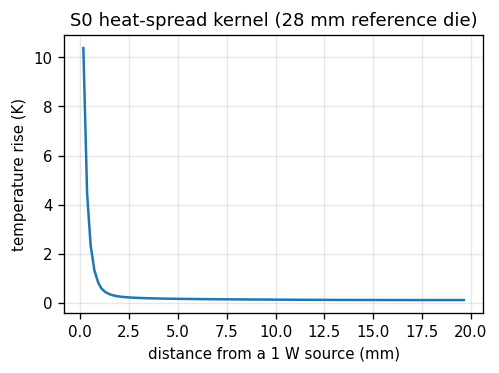 S0 heat-spread kernel (28 mm reference die)
temperature rise (K)
10
8
6
4
2
0
0.0 2.5 5.0 7.5 10.0 12.5 15.0 17.5 20.0
distance from a 1 W source (mm)